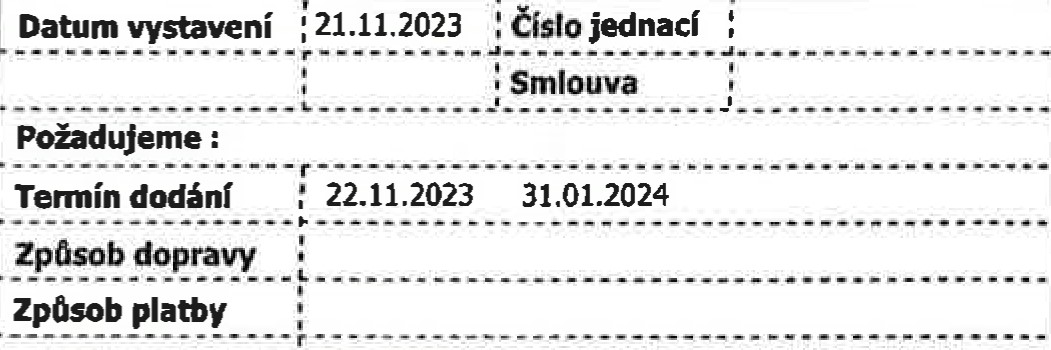 Datum vystavení 21.11.2023 Číslo jednací
Smlouva
Požadujeme :
Termín dodání 22.11.2023 31.01.2024
Způsob dopravy
Způsob platby